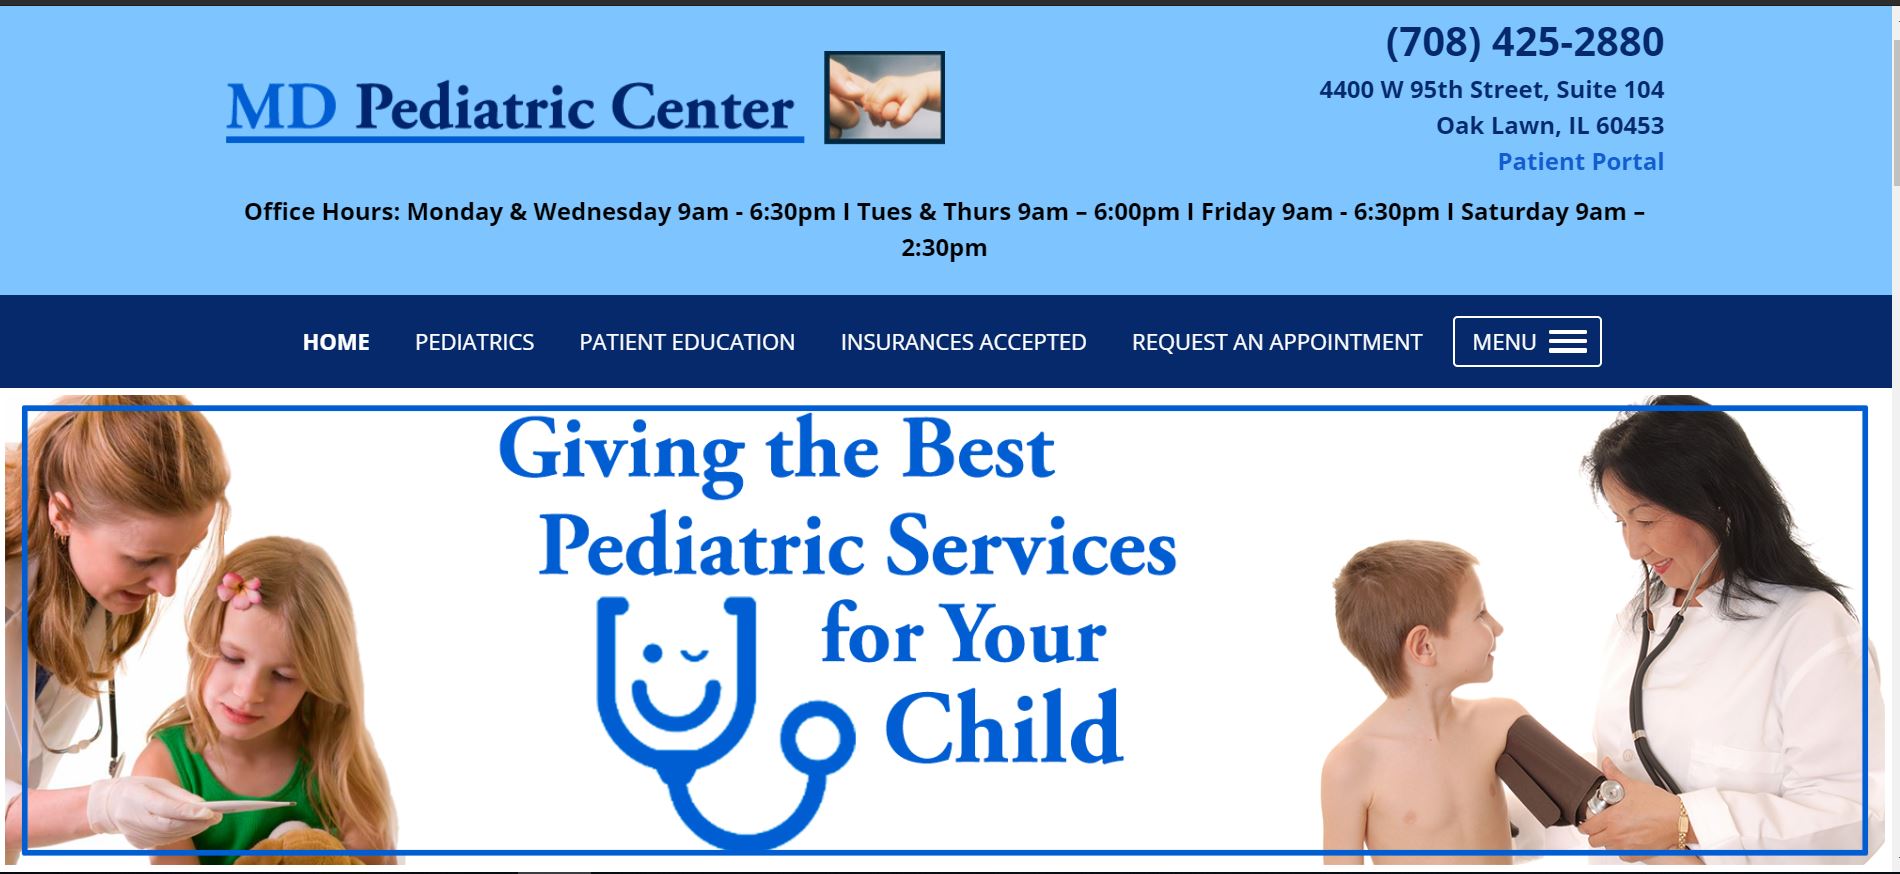 MD Pediatric Center
(708) 425-2880
4400 W 95th Street, Suite 104
Oak Lawn, IL 60453
Patient Portal
Office Hours: Monday & Wednesday 9am - 6:30pm I Tues & Thurs 9am – 6:00pm I Friday 9am - 6:30pm I Saturday 9am –
2:30pm
HOME PEDIATRICS PATIENT EDUCATION INSURANCES ACCEPTED REQUEST AN APPOINTMENT MENU
Giving the Best
Pediatric Services
for Your
Child